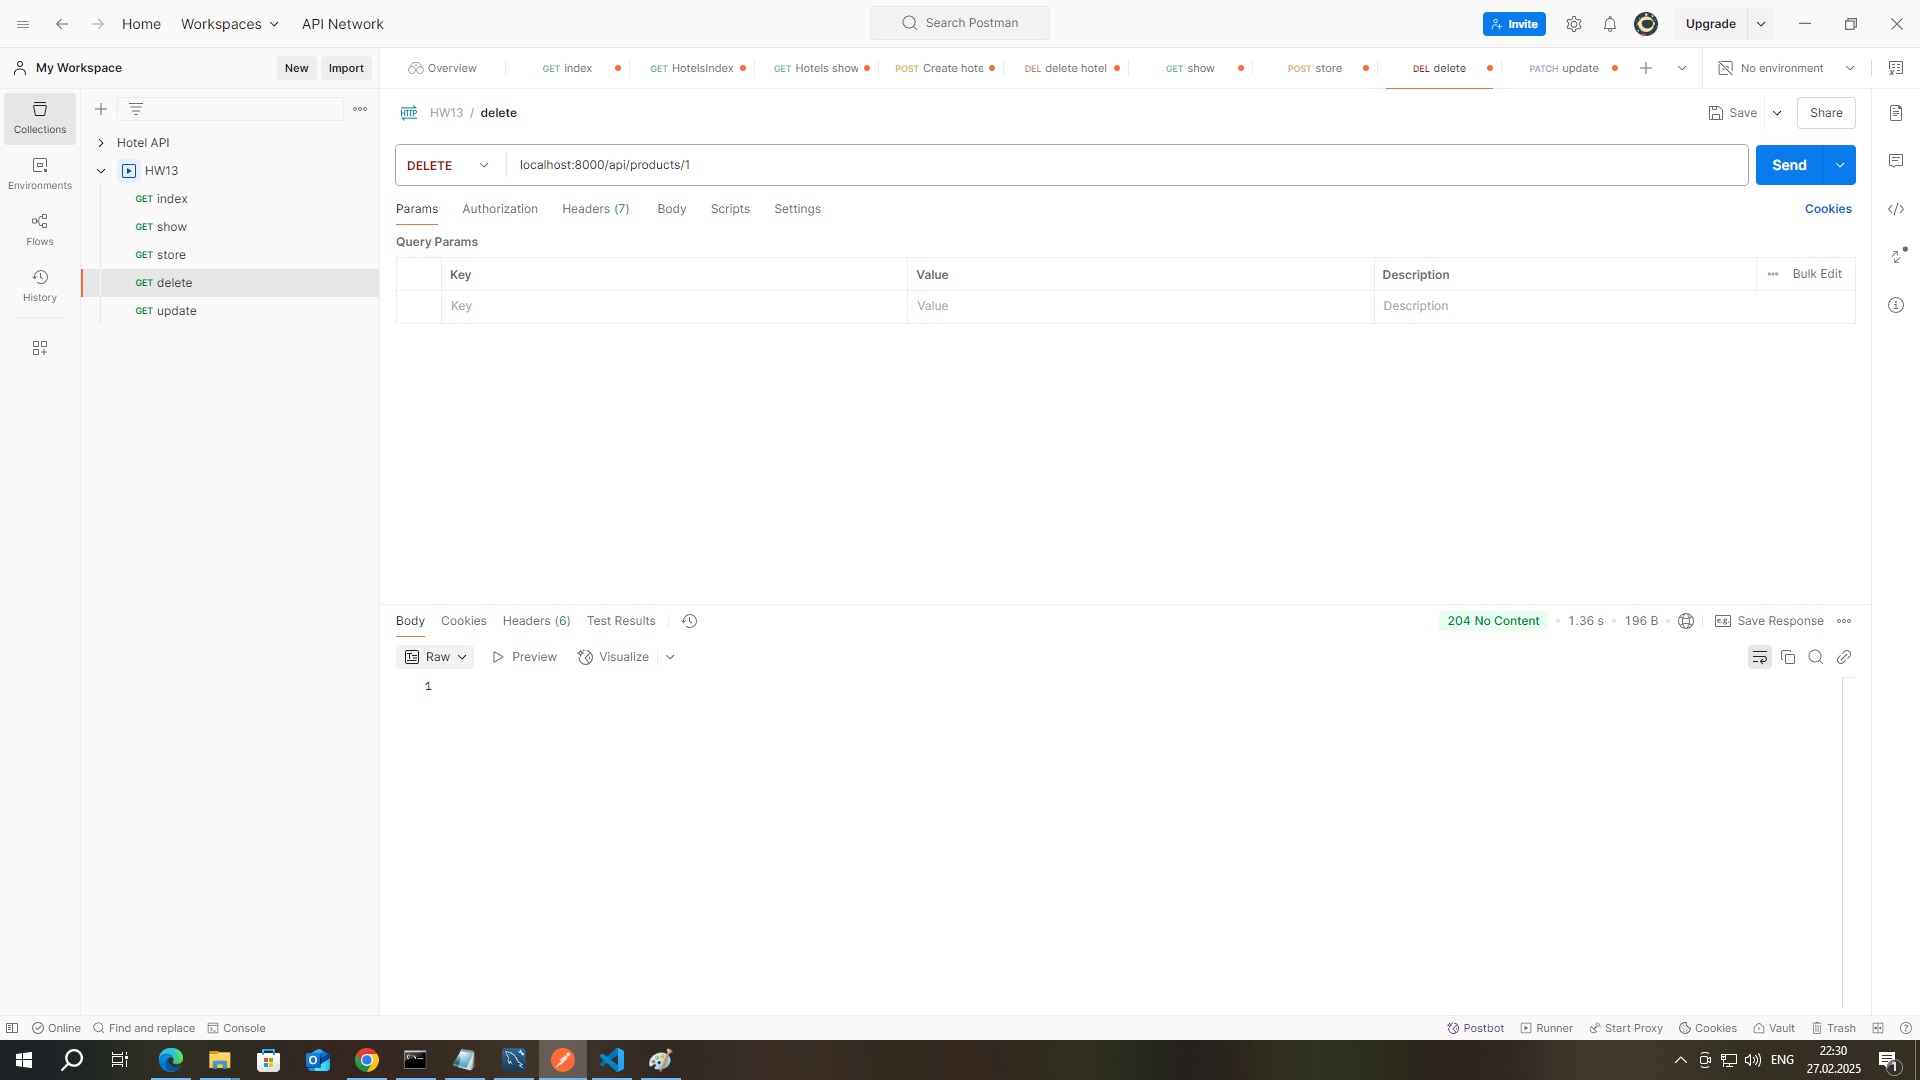 Home Workspaces API Network Search Postman Invite Upgrade
My Workspace New Import Overview GET index GET HotelsIndex GET Hotels show POST Create hote DEL delete hotel GET show POST store DEL delete PATCH update No environment
HTTP HW13 / delete Save Share
Collections
Environments
Flows
History
Hotel API
HW13
GET index
GET show
GET store
GET delete
GET update
DELETE localhost:8000/api/products/1 Send
Params Authorization Headers (7) Body Scripts Settings Cookies
Query Params
Key Value Description Bulk Edit
Key Value Description
Body Cookies Headers (6) Test Results 204 No Content 1.36 s 196 B e.g. Save Response
Raw Preview Visualize
1
Online Find and replace Console Postbot Runner Start Proxy Cookies Vault Trash
ENG 22:30
27.02.2025 1